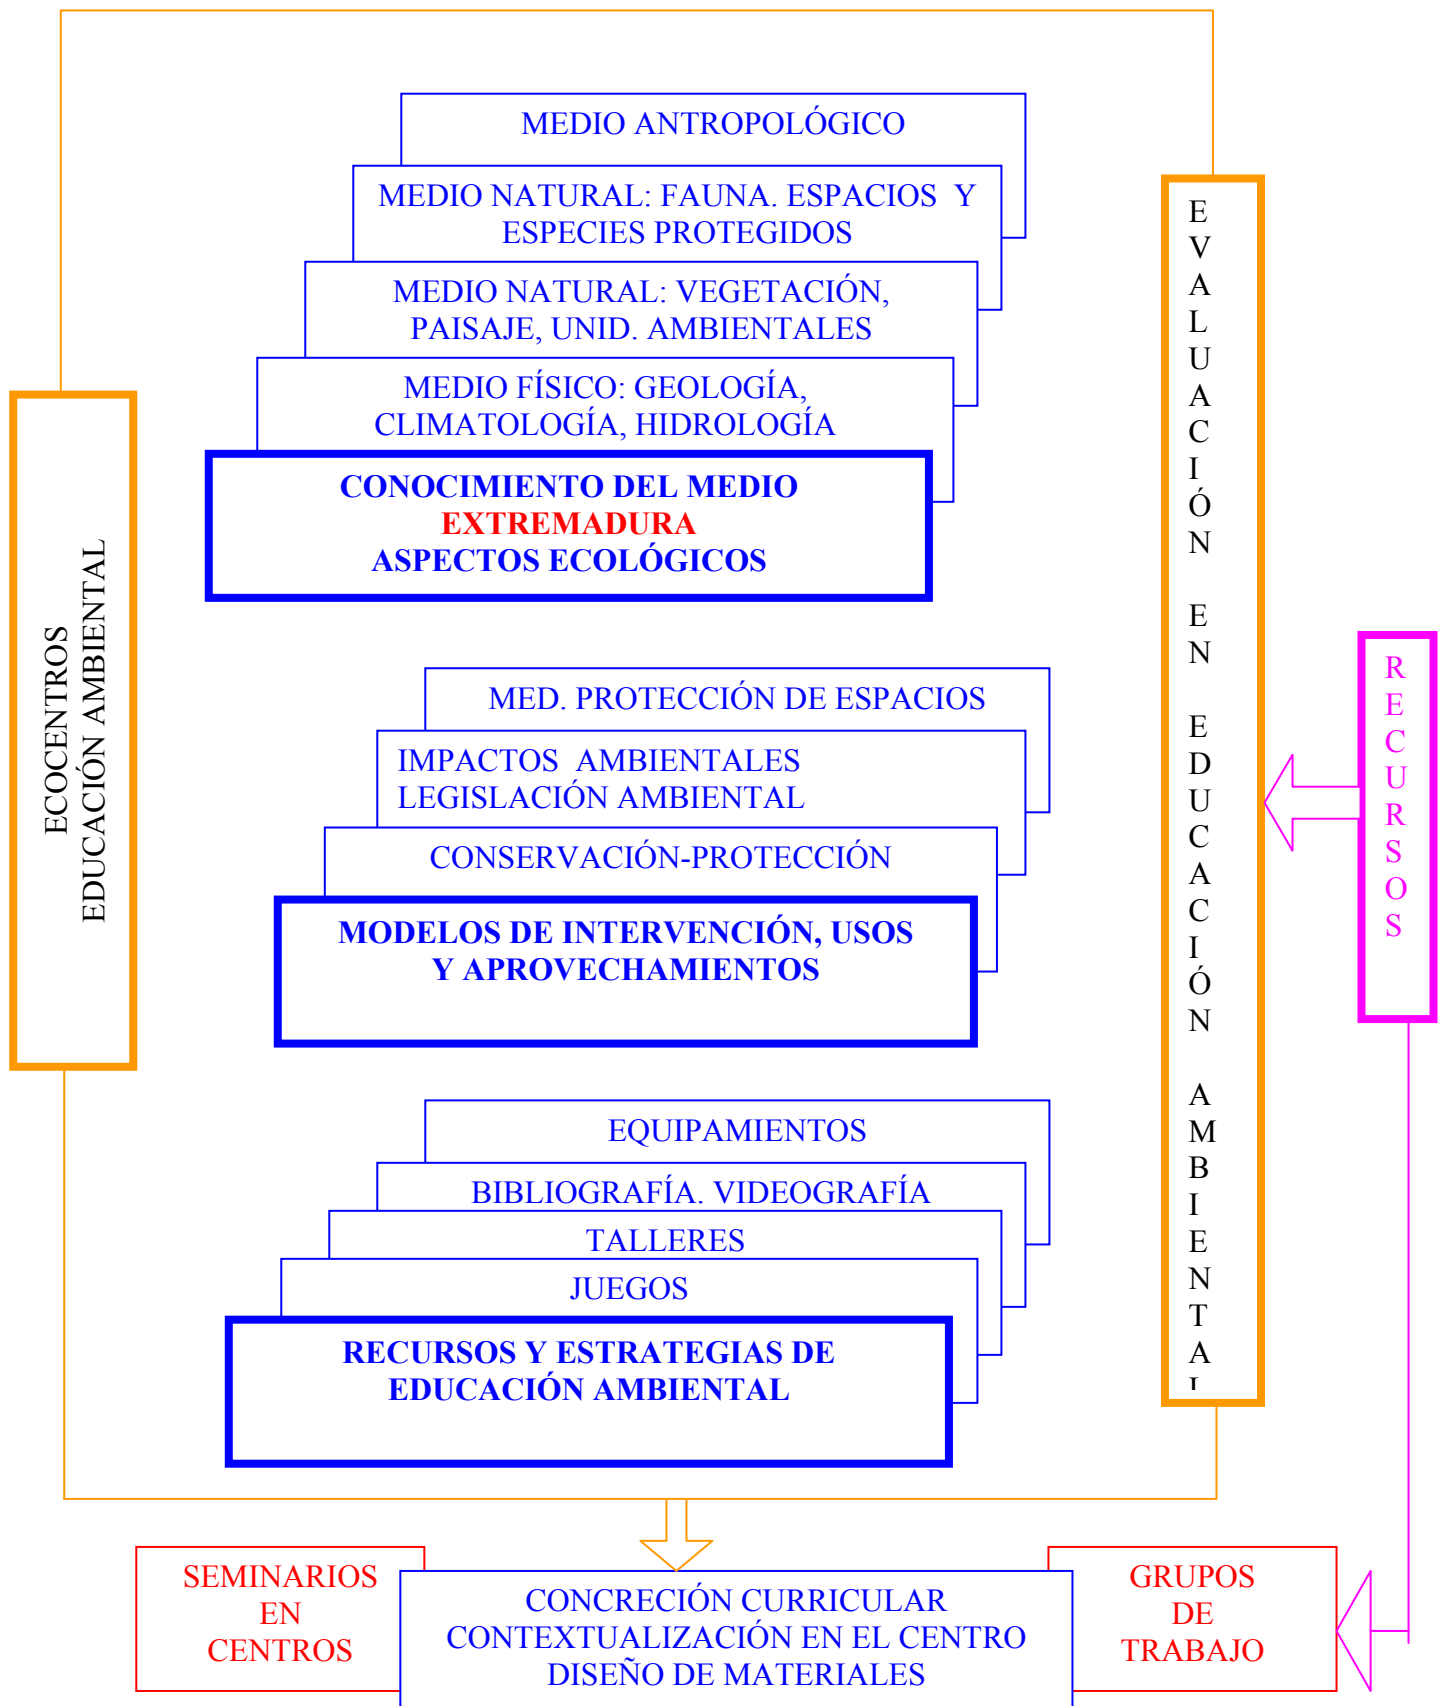 MEDIO ANTROPOLÓGICO
MEDIO NATURAL: FAUNA. ESPACIOS Y
ESPECIES PROTEGIDOS
MEDIO NATURAL: VEGETACIÓN,
PAISAJE, UNID. AMBIENTALES
MEDIO FÍSICO: GEOLOGÍA,
CLIMATOLOGÍA, HIDROLOGÍA
CONOCIMIENTO DEL MEDIO
EXTREMADURA
ASPECTOS ECOLÓGICOS
ECOCENTROS
EDUCACIÓN AMBIENTAL
MED. PROTECCIÓN DE ESPACIOS
IMPACTOS AMBIENTALES
LEGISLACIÓN AMBIENTAL
CONSERVACIÓN-PROTECCIÓN
MODELOS DE INTERVENCIÓN, USOS
Y APROVECHAMIENTOS
EQUIPAMIENTOS
BIBLIOGRAFÍA. VIDEOGRAFÍA
TALLERES
JUEGOS
RECURSOS Y ESTRATEGIAS DE
EDUCACIÓN AMBIENTAL
EVALUACIÓN EN EDUCACIÓN AMBIENTAL
RECURSOS
SEMINARIOS
EN
CENTROS
CONCRECIÓN CURRICULAR
CONTEXTUALIZACIÓN EN EL CENTRO
DISEÑO DE MATERIALES
GRUPOS
DE
TRABAJO